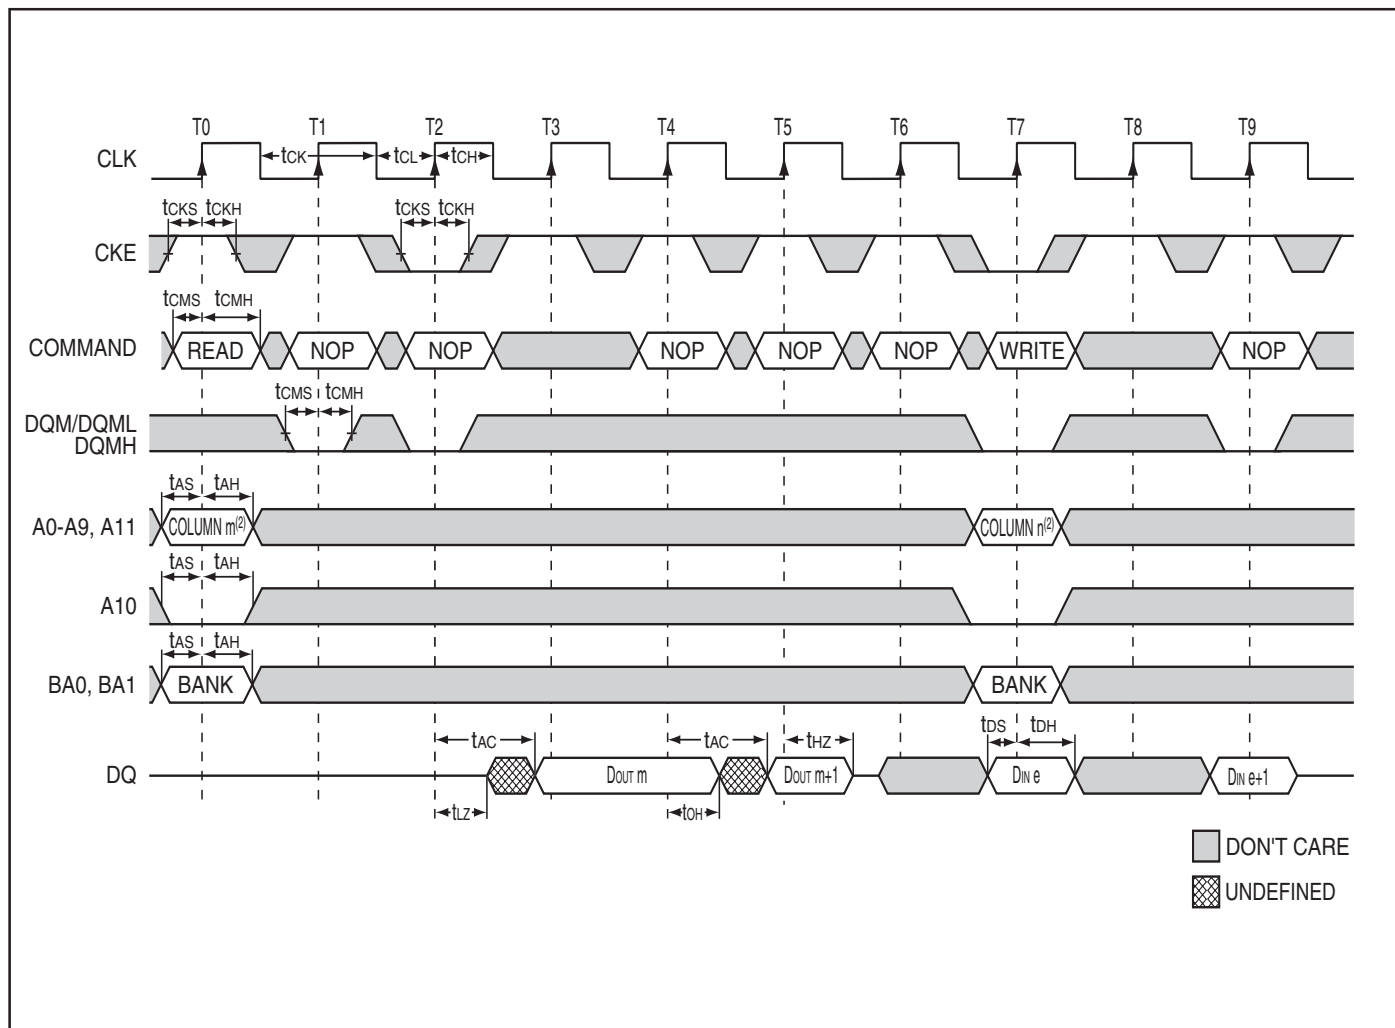 T0 T1 T2 T3 T4 T5 T6 T7 T8 T9
CLK tCK tCL tCH
tCKS tCKH tCKS tCKH
CKE
tCMS tCMH
COMMAND READ NOP NOP NOP NOP NOP WRITE NOP
tCMS tCMH
DQM/DQML
DQMH
tAS tAH
A0-A9, A11 COLUMN m(2) COLUMN n(2)
tAS tAH
A10
tAS tAH
BA0, BA1 BANK BANK
tAC tAC tHZ tDS tDH
DQ DOUT m DOUT m+1 DIN e DIN e+1
tLZ tOH
DON'T CARE
UNDEFINED